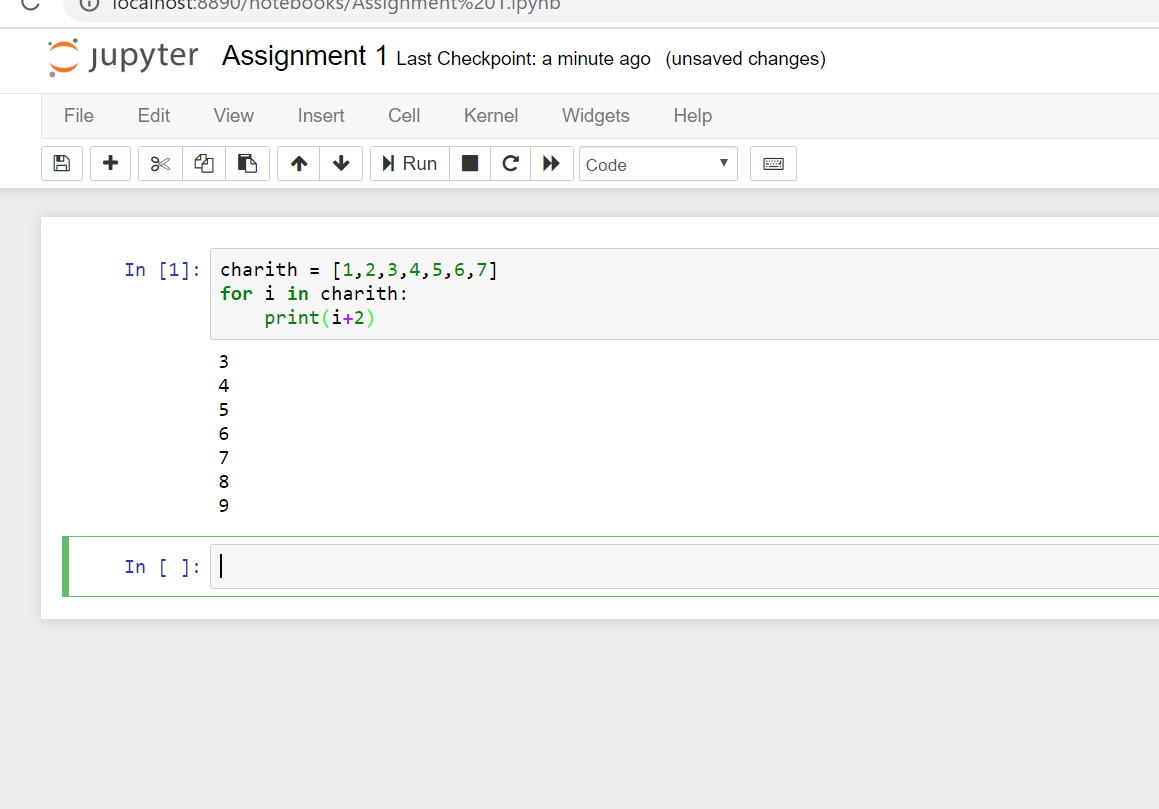 localhost:8890/notebooks/Assignment%201.ipynb
jupyter Assignment 1 Last Checkpoint: a minute ago (unsaved changes)
File Edit View Insert Cell Kernel Widgets Help
Run Code
In [1]: charith = [1,2,3,4,5,6,7]
for i in charith:
    print(i+2)
3
4
5
6
7
8
9
In [ ]: